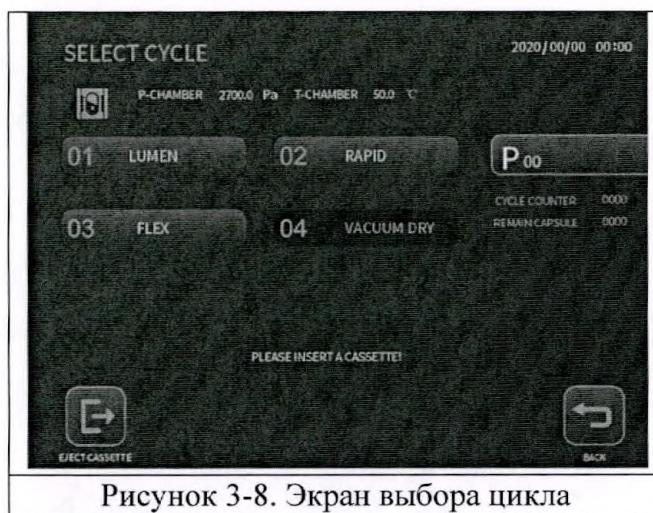 SELECT CYCLE
2020/00/00 00:00
P-CHAMBER 2700.0 Pa T-CHAMBER 50.0 °C
01 LUMEN
02 RAPID
P 00
CYCLE COUNTER 0000
REMAIN CAPSULE 0000
03 FLEX
04 VACUUM DRY
PLEASE INSERT A CASSETTE!
EJECT CASSETTE
BACK
Рисунок 3-8. Экран выбора цикла